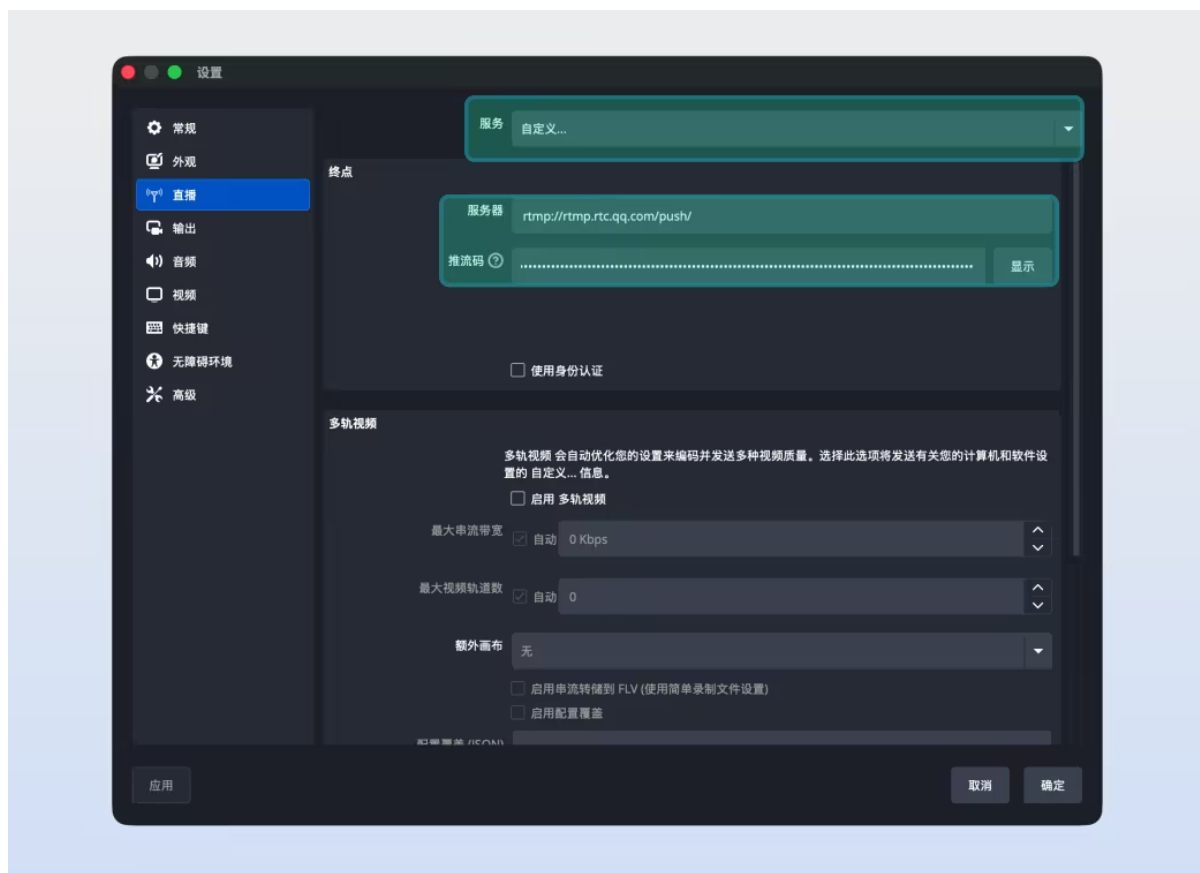 设置
常规
外观
直播
输出
音频
视频
快捷键
无障碍环境
高级
服务 自定义...
终点
服务器 rtmp://rtmp.rtc.qq.com/push/
推流码 显示
使用身份认证
多轨视频
多轨视频 会自动优化您的设置来编码并发送多种视频质量。选择此选项将发送有关您的计算机和软件设
置的 自定义... 信息。
启用 多轨视频
最大串流带宽 自动 0 Kbps
最大视频轨道数 自动 0
额外画布 无
启用串流转储到 FLV (使用简单录制文件设置)
启用配置覆盖
配置覆盖 (JSON)
应用 取消 确定